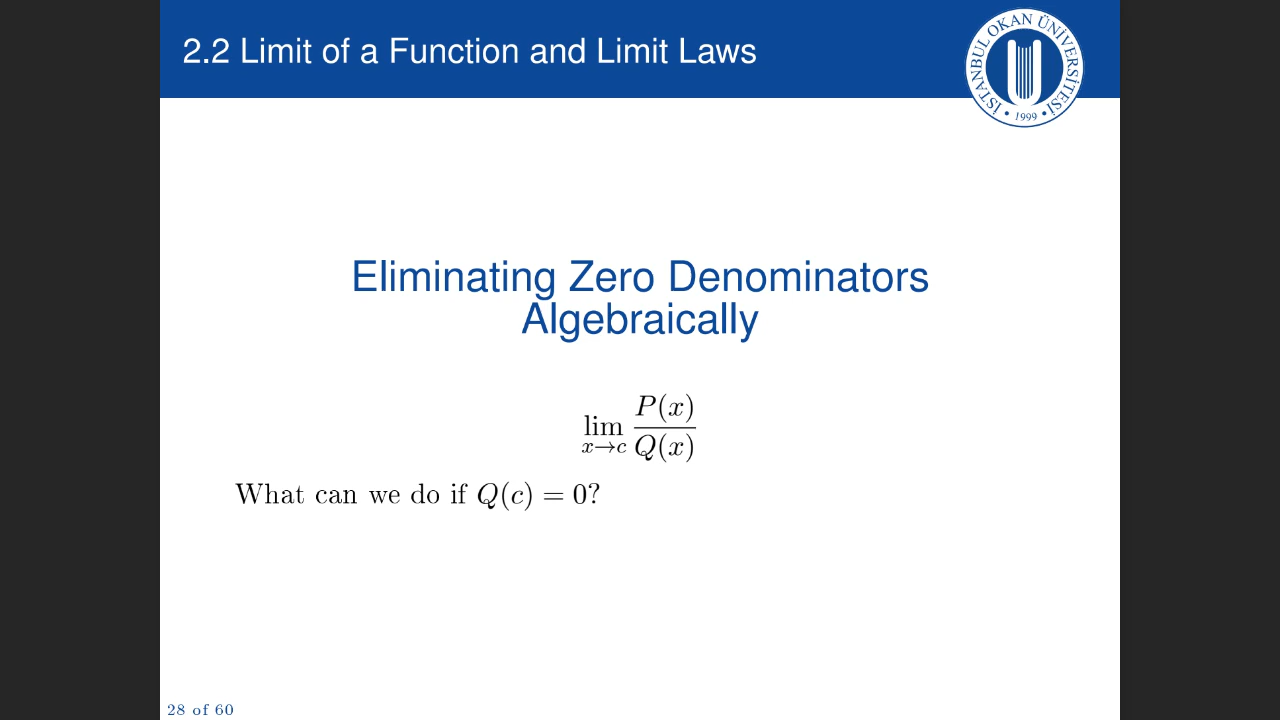 2.2 Limit of a Function and Limit Laws
İSTANBUL OKAN ÜNİVERSİTESİ
• 1999 •
Eliminating Zero Denominators
Algebraically
lim x→c P(x)/Q(x)
What can we do if Q(c) = 0?
28 of 60